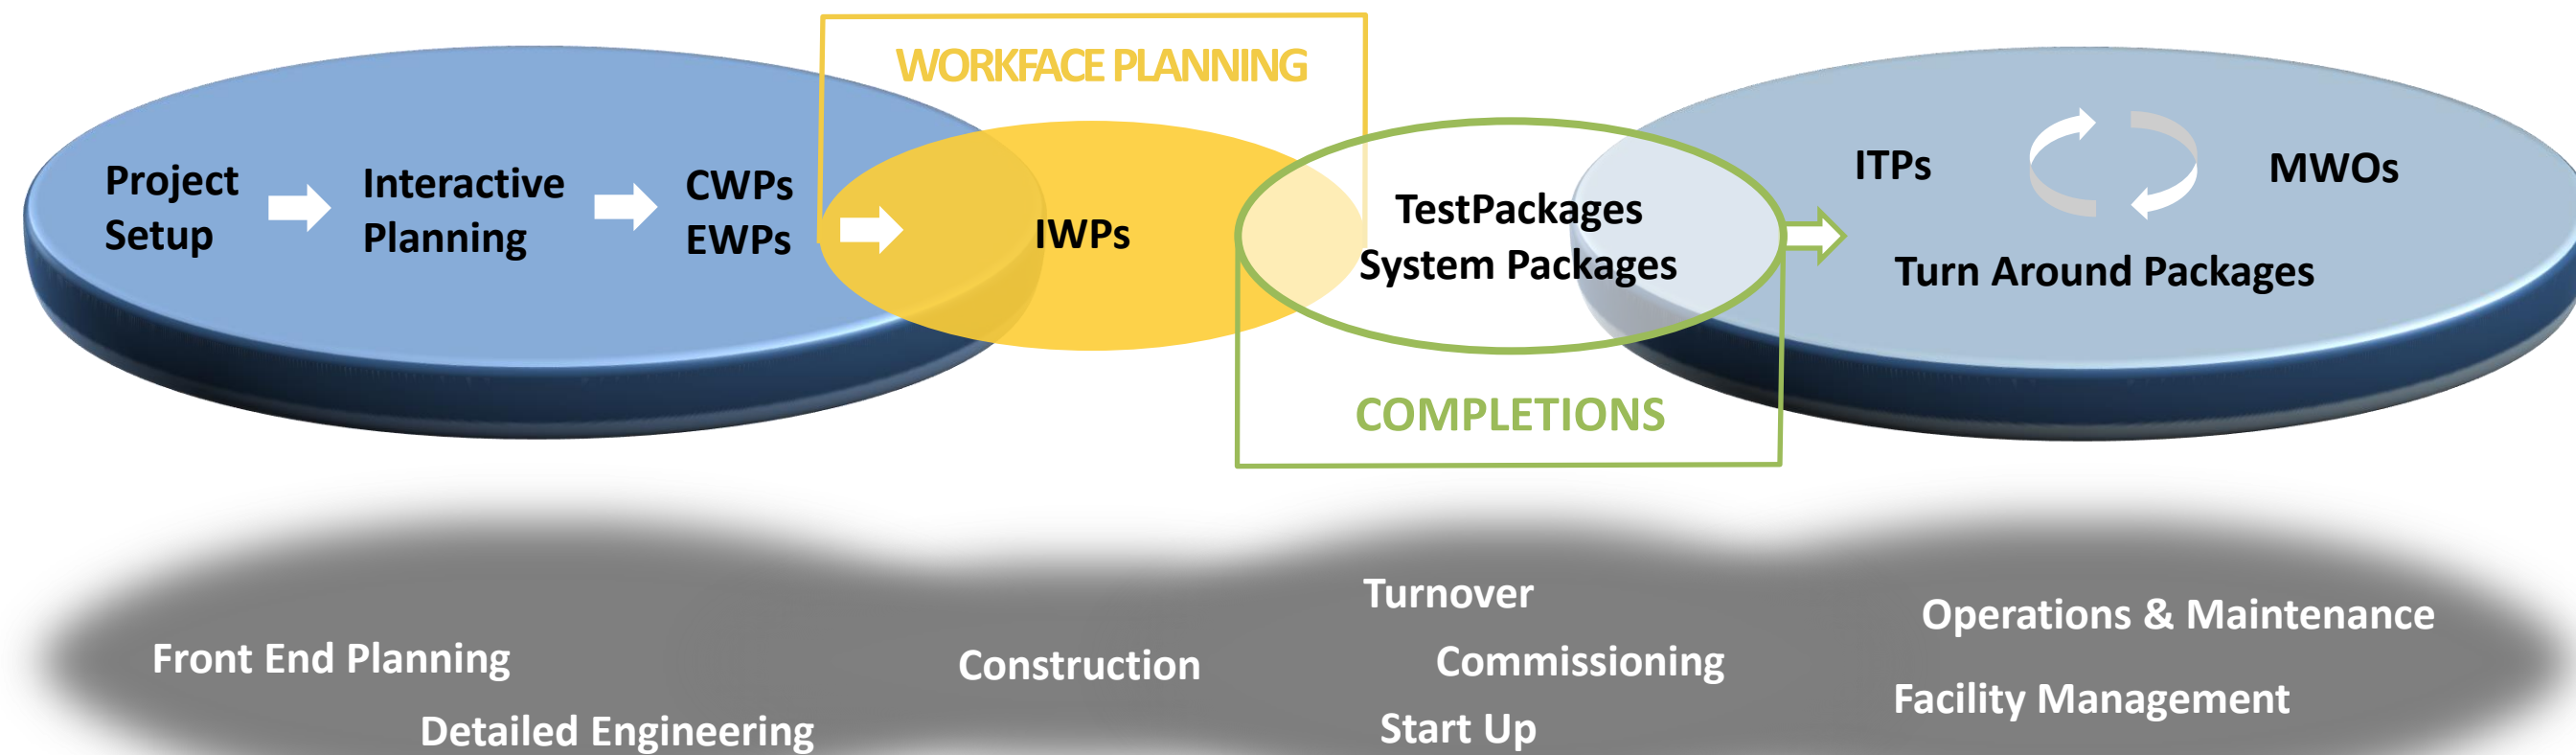 WORKFACE PLANNING
Project
Setup
Interactive
Planning
CWPs
EWPs
IWPs
TestPackages
System Packages
ITPs
MWOs
Turn Around Packages
COMPLETIONS
Front End Planning
Detailed Engineering
Construction
Turnover
Commissioning
Start Up
Operations & Maintenance
Facility Management